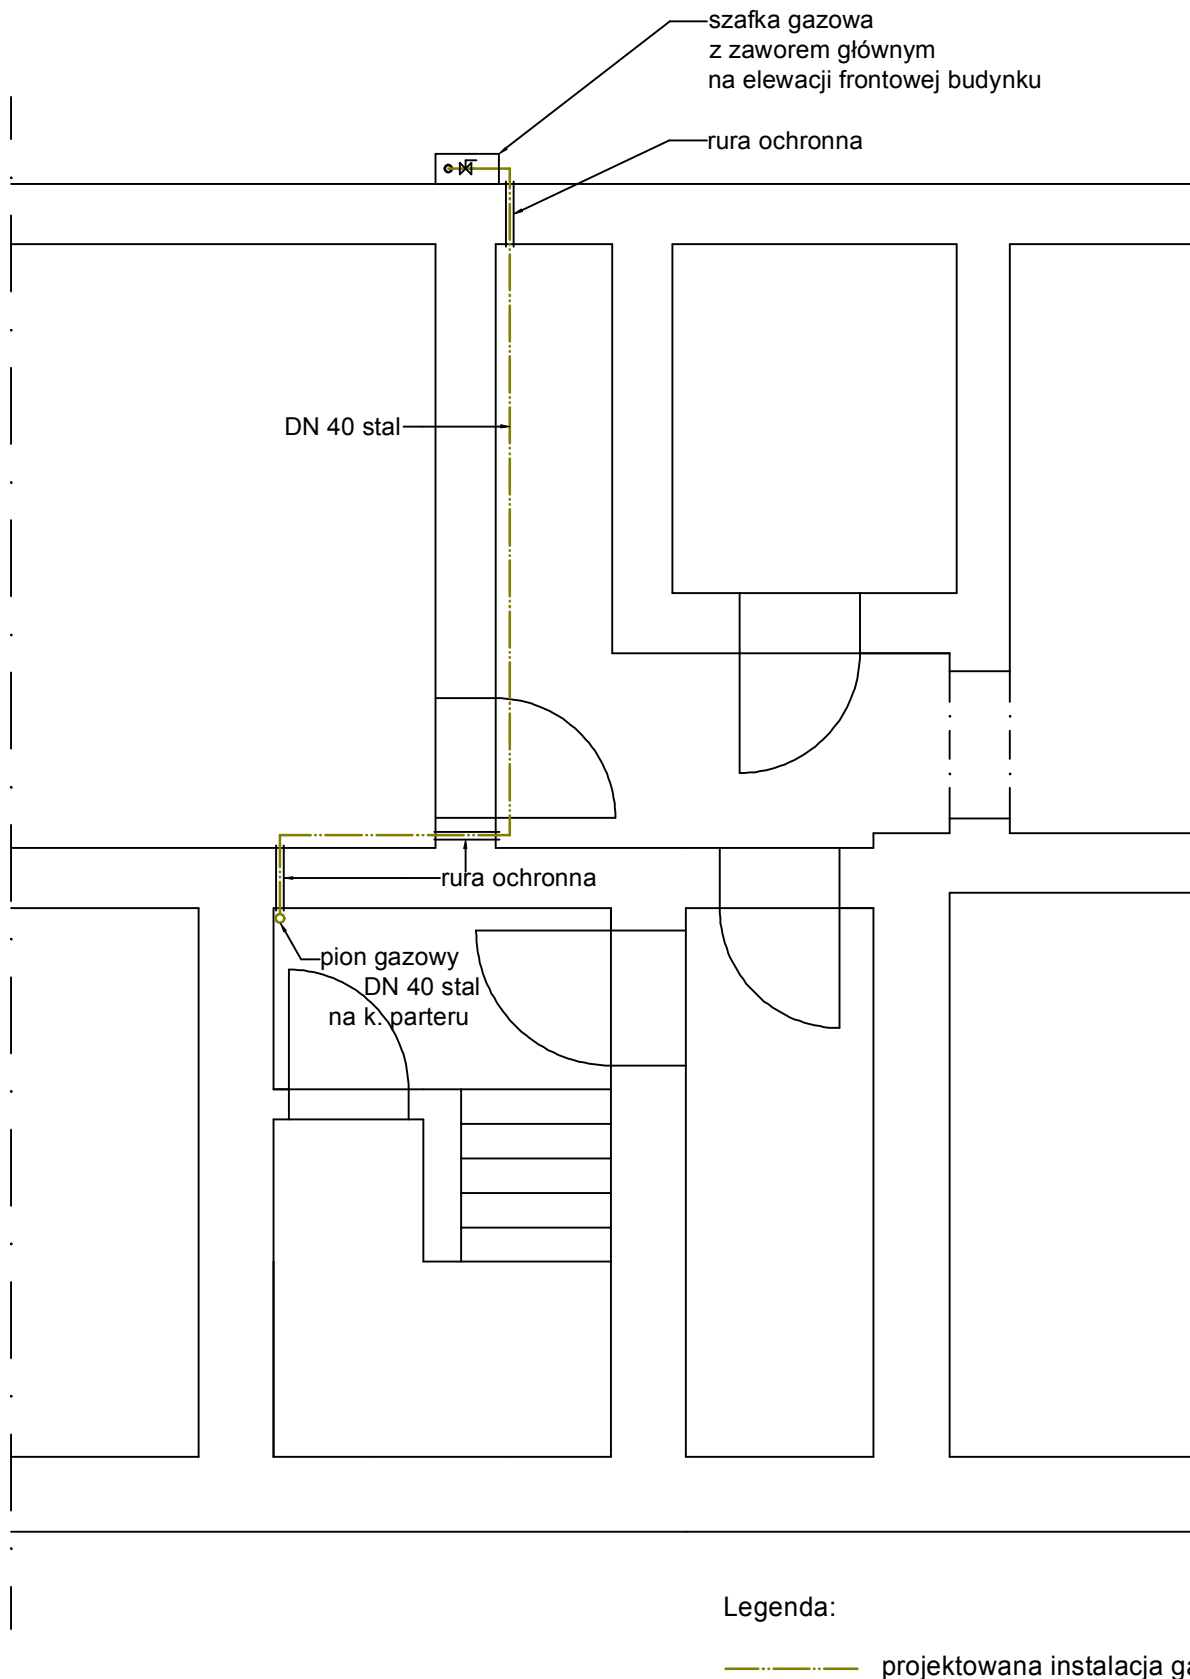 szafka gazowa
z zaworem głównym
na elewacji frontowej budynku
rura ochronna
DN 40 stal
rura ochronna
pion gazowy
DN 40 stal
na k. parteru
Legenda:
projektowana instalacja